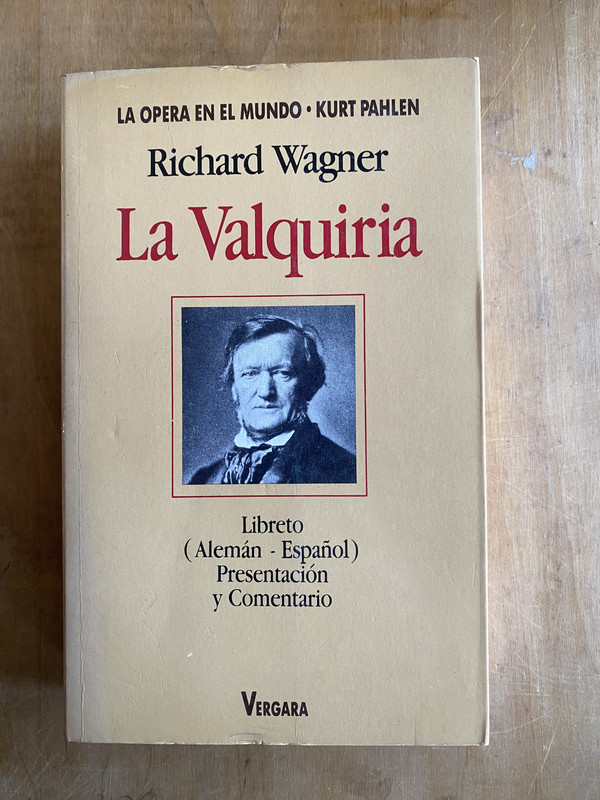 LA OPERA EN EL MUNDO • KURT PAHLEN
Richard Wagner
La Valquiria
Libreto
(Alemán - Español)
Presentación
y Comentario
VERGARA